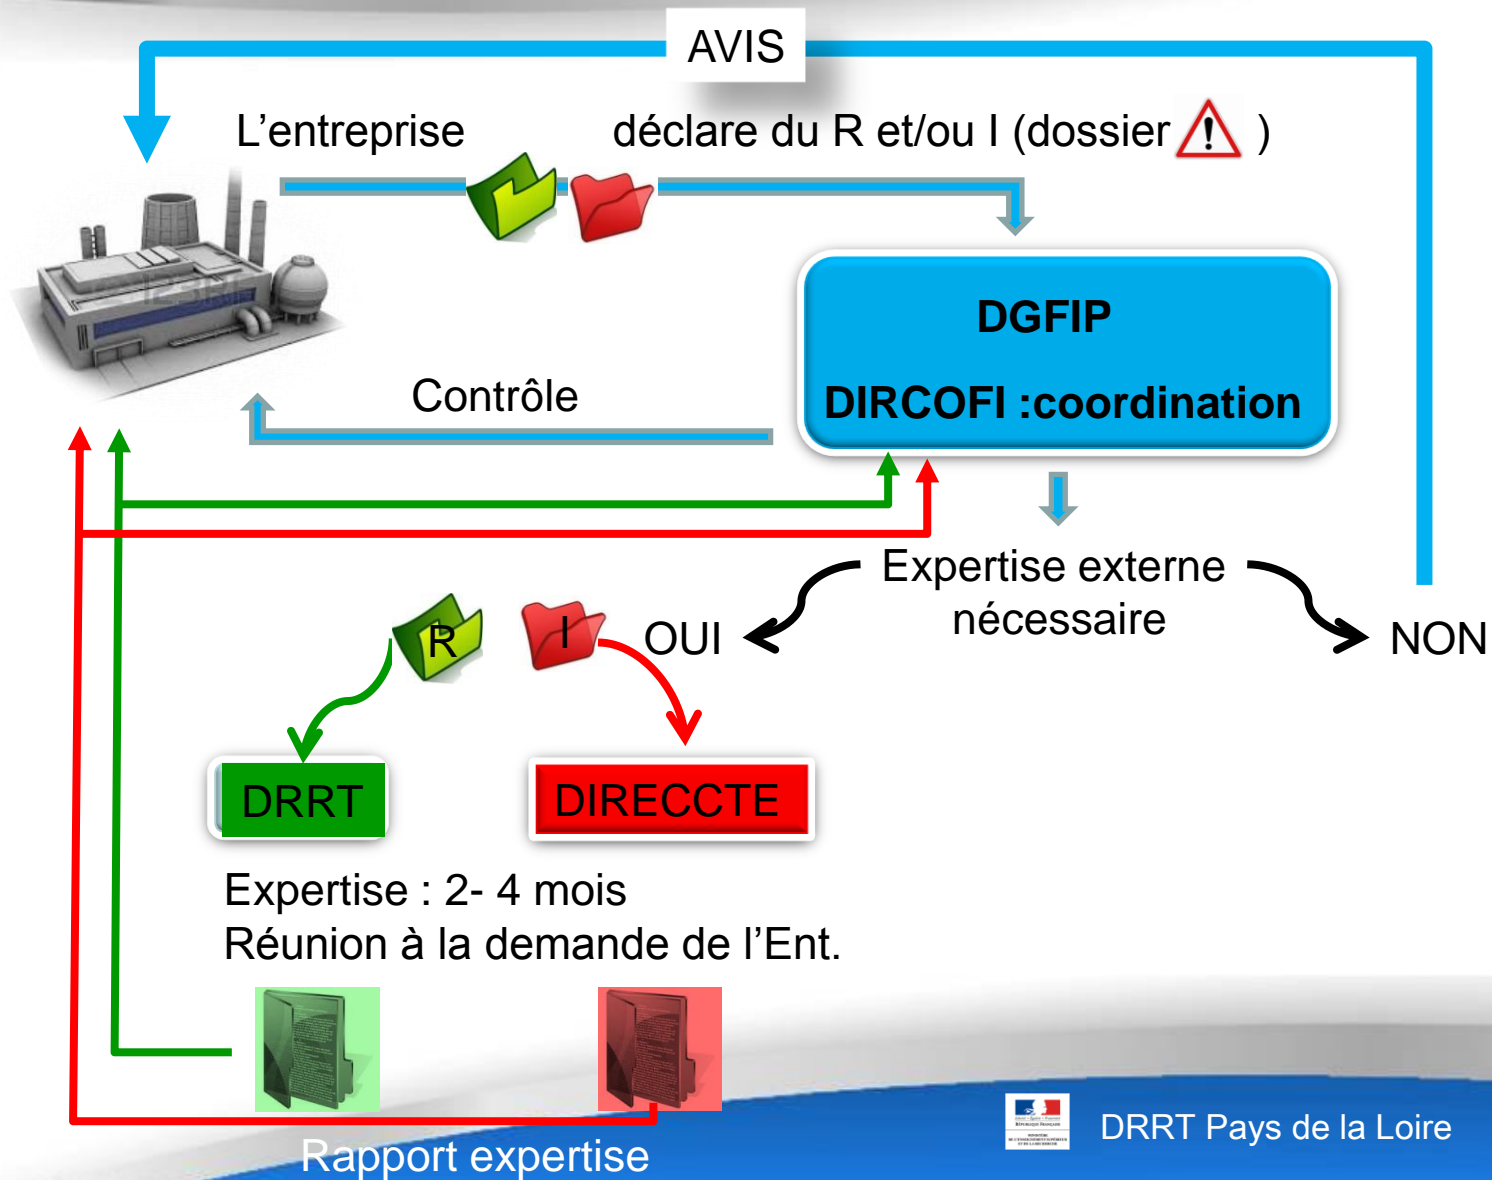 AVIS
L'entreprise déclare du R et/ou I (dossier )
DGFIP
DIRCOFI :coordination
Contrôle
Expertise externe
nécessaire
R I OUI NON
DRRT DIRECCTE
Expertise : 2- 4 mois
Réunion à la demande de l'Ent.
DRRT Pays de la Loire
Rapport expertise